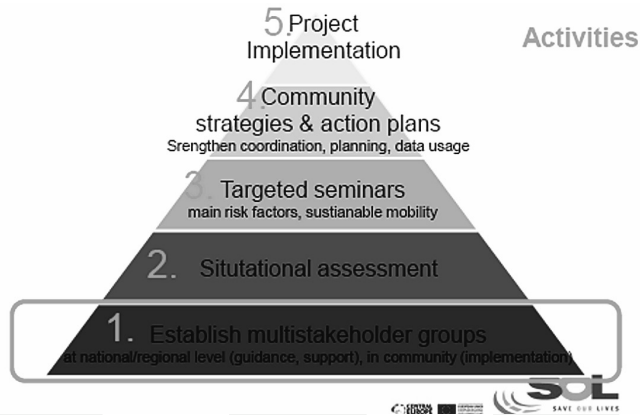 Activities
5. Project
Implementation
4. Community
strategies & action plans
Srengthen coordination, planning, data usage
3. Targeted seminars
main risk factors, sustianable mobility
2. Situtational assessment
1. Establish multistakeholder groups
at national/regional level (guidance, support), in community (implementation)
CENTRAL
EUROPE
SOL
SAVE OUR LIVES